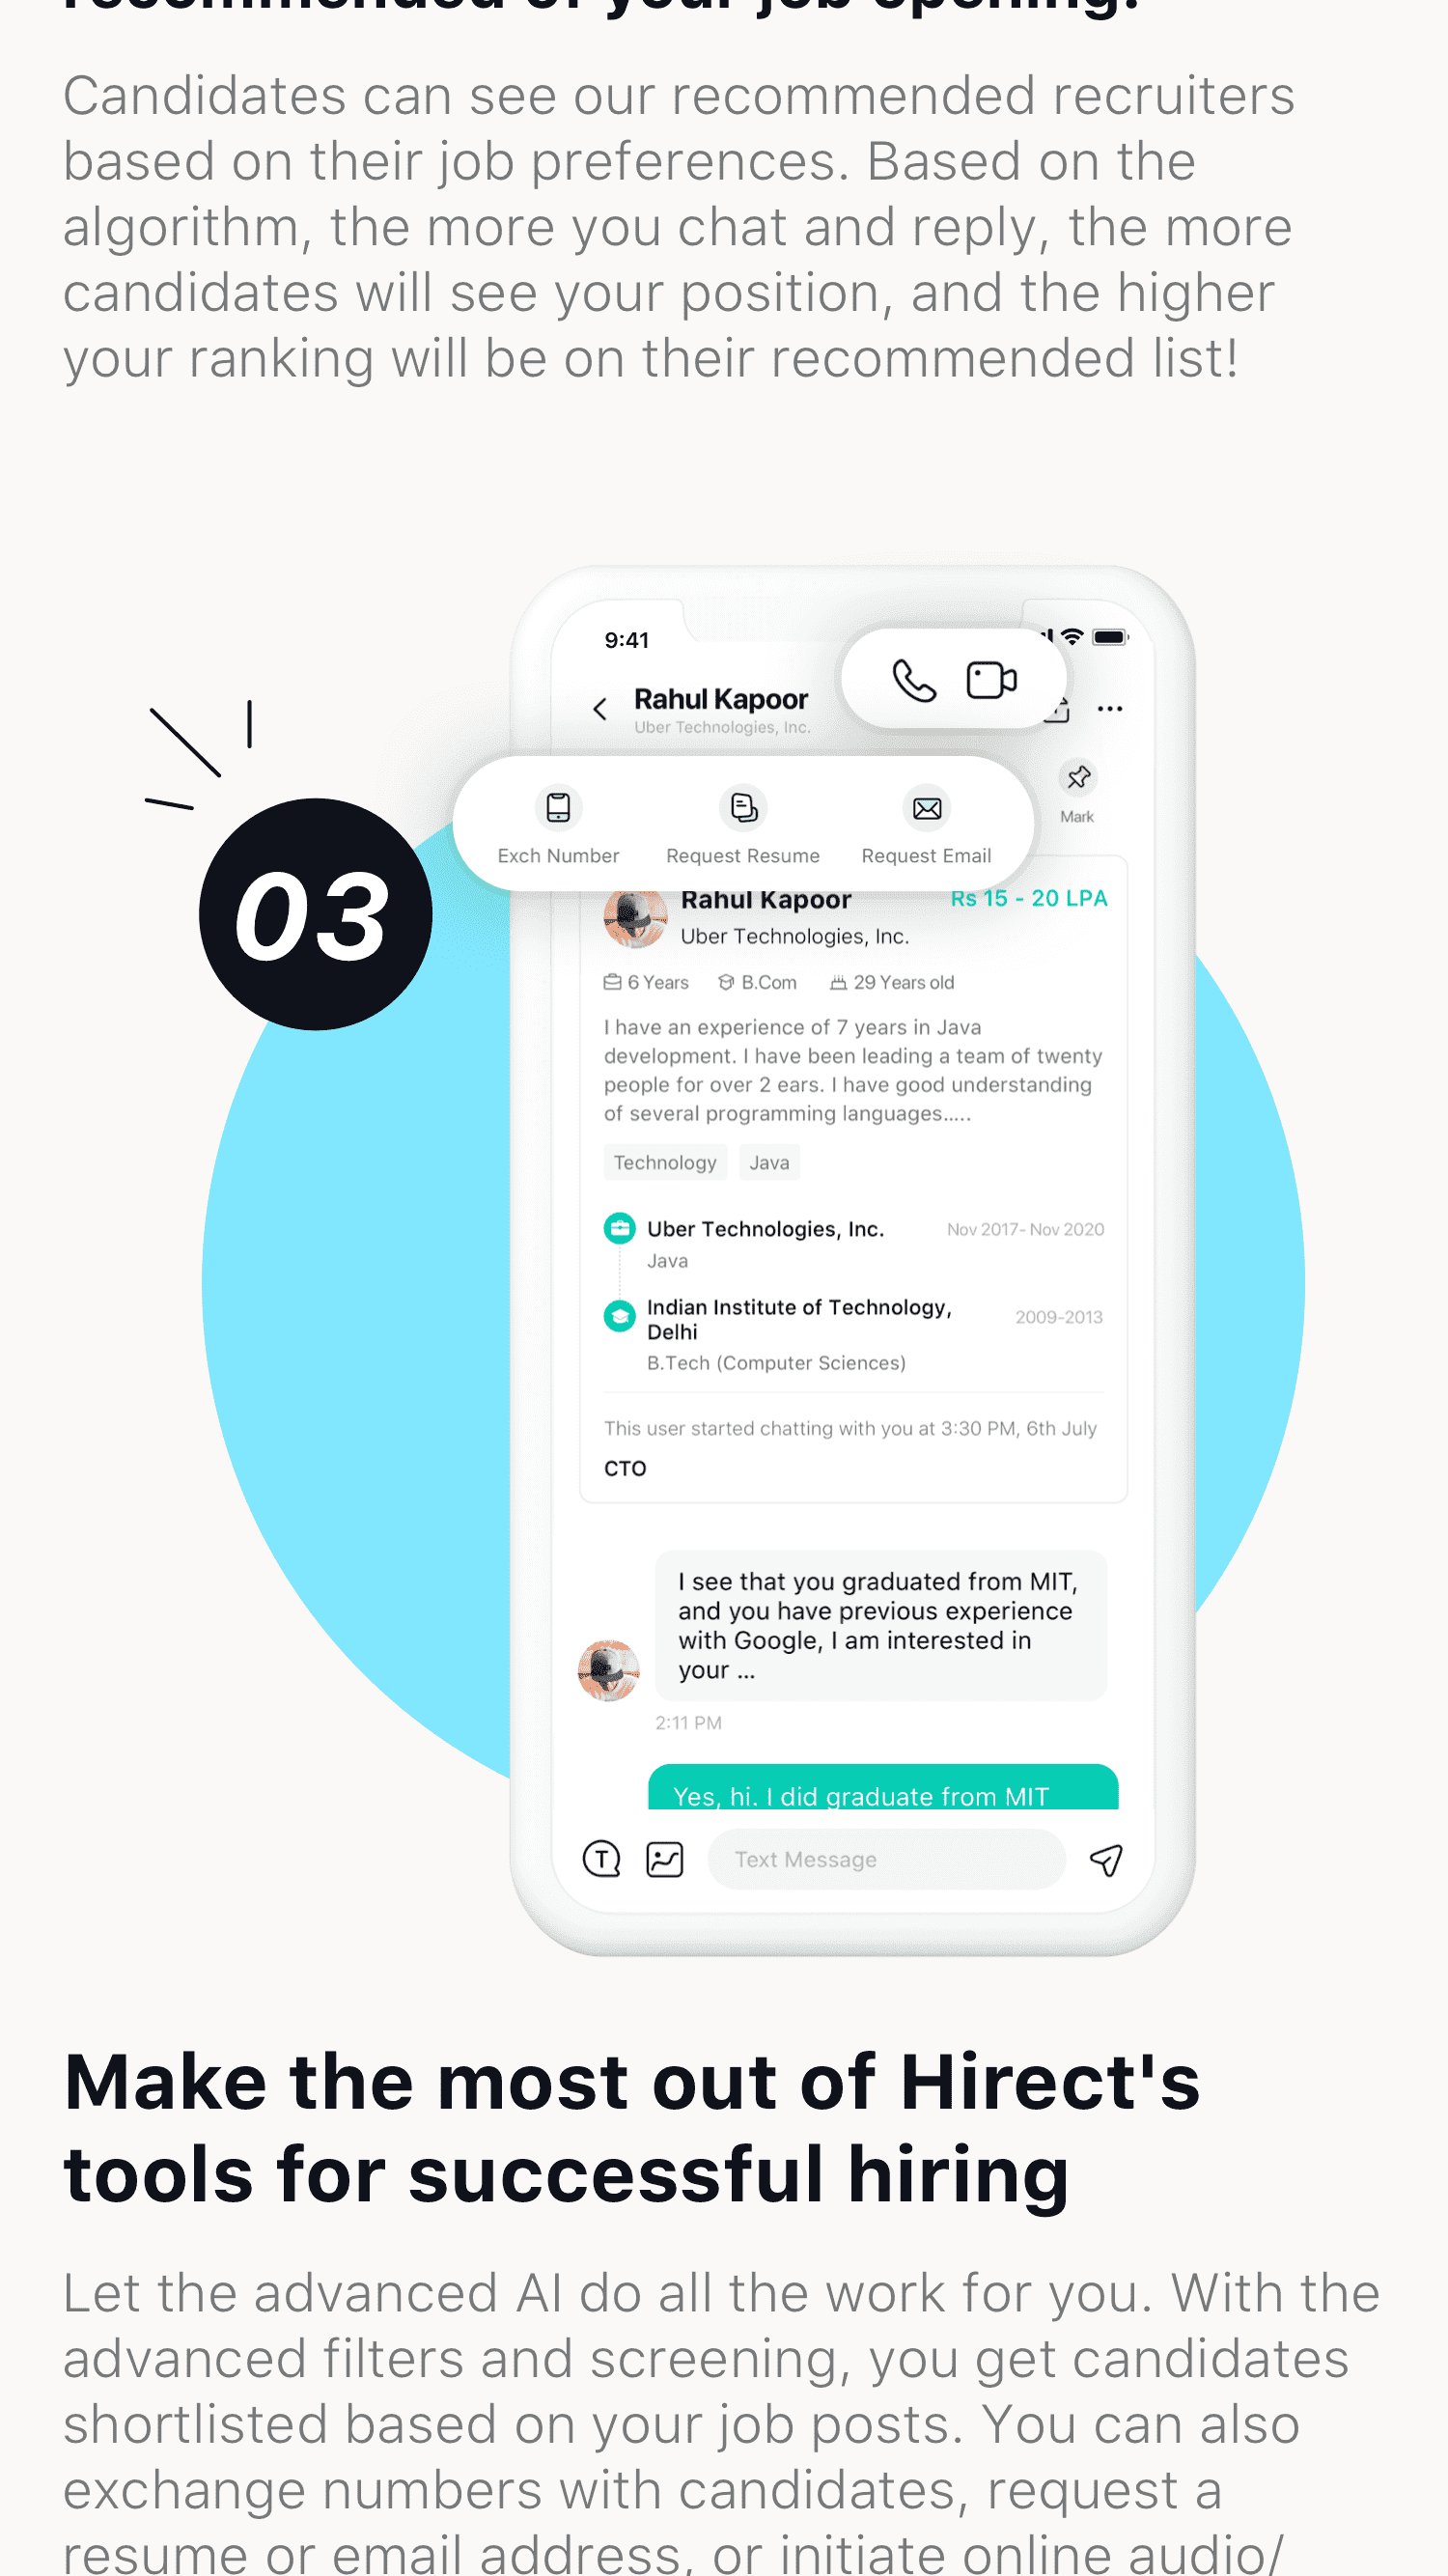 recommended of your job opening!
Candidates can see our recommended recruiters
based on their job preferences. Based on the
algorithm, the more you chat and reply, the more
candidates will see your position, and the higher
your ranking will be on their recommended list!
9:41
Rahul Kapoor
Uber Technologies, Inc.
Mark
Exch Number Request Resume Request Email
03
Rahul Kapoor Rs 15 - 20 LPA
Uber Technologies, Inc.
6 Years B.Com 29 Years old
I have an experience of 7 years in Java
development. I have been leading a team of twenty
people for over 2 ears. I have good understanding
of several programming languages.....
Technology Java
Uber Technologies, Inc. Nov 2017- Nov 2020
Java
Indian Institute of Technology,
Delhi 2009-2013
B.Tech (Computer Sciences)
This user started chatting with you at 3:30 PM, 6th July
CTO
I see that you graduated from MIT,
and you have previous experience
with Google, I am interested in
your ...
2:11 PM
Yes, hi. I did graduate from MIT
T Text Message
Make the most out of Hirect's
tools for successful hiring
Let the advanced AI do all the work for you. With the
advanced filters and screening, you get candidates
shortlisted based on your job posts. You can also
exchange numbers with candidates, request a
resume or email address, or initiate online audio/